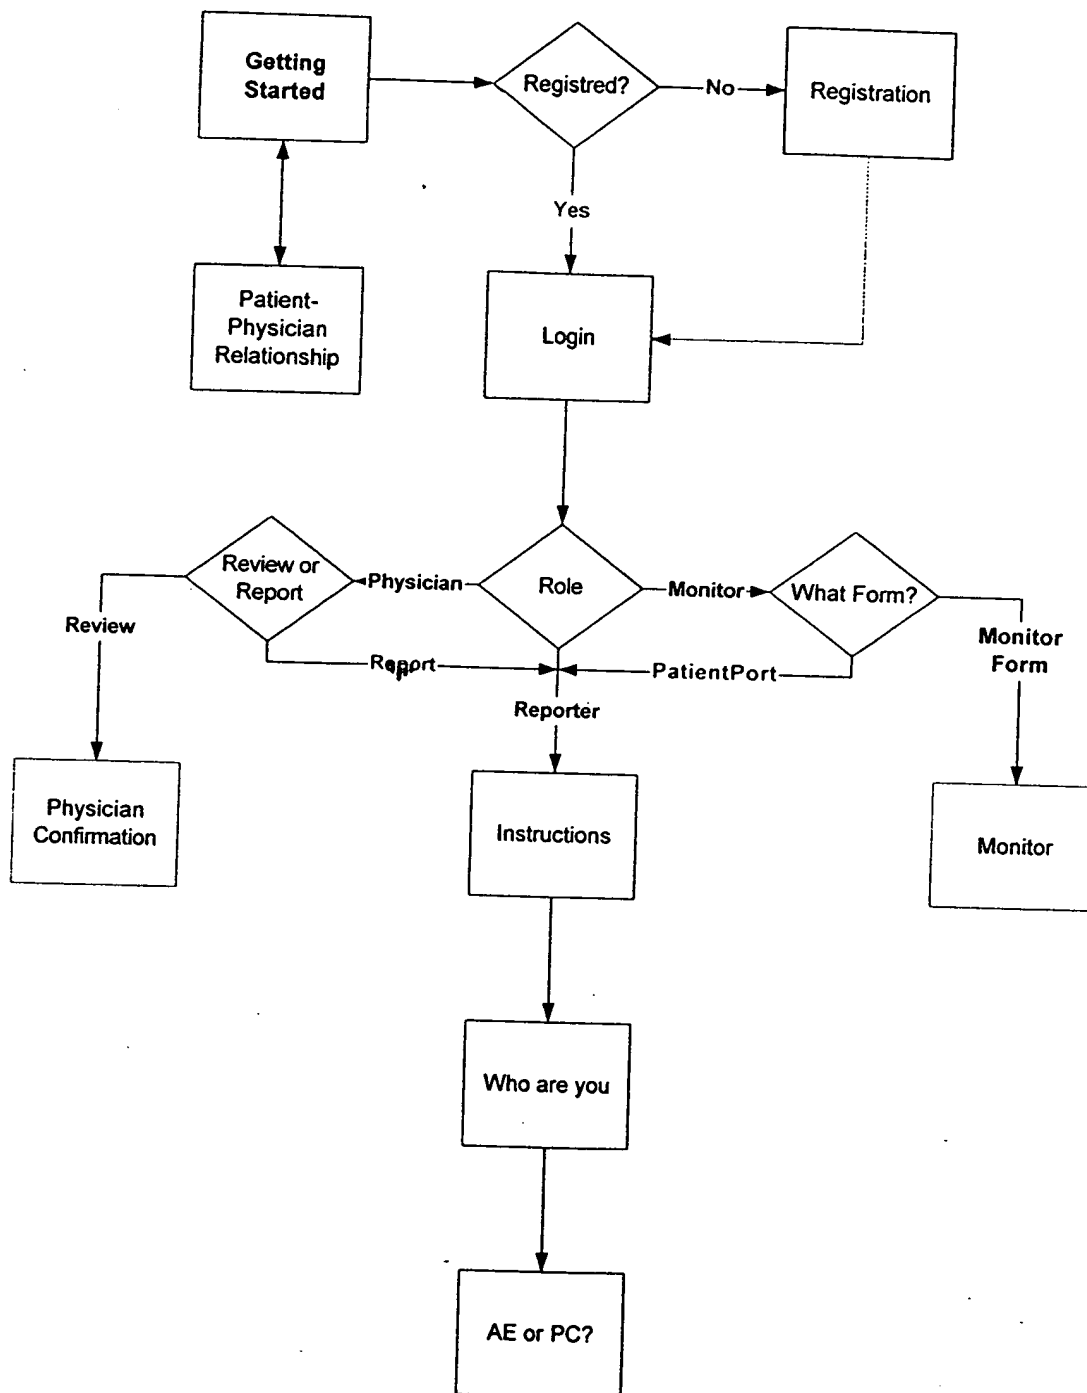 Getting
Started
Registred?
No
Registration
Yes
Patient-
Physician
Relationship
Login
Review or
Report
Physician
Role
Monitor
What Form?
Review
Report
PatientPort
Monitor
Form
Reporter
Physician
Confirmation
Instructions
Monitor
Who are you
AE or PC?